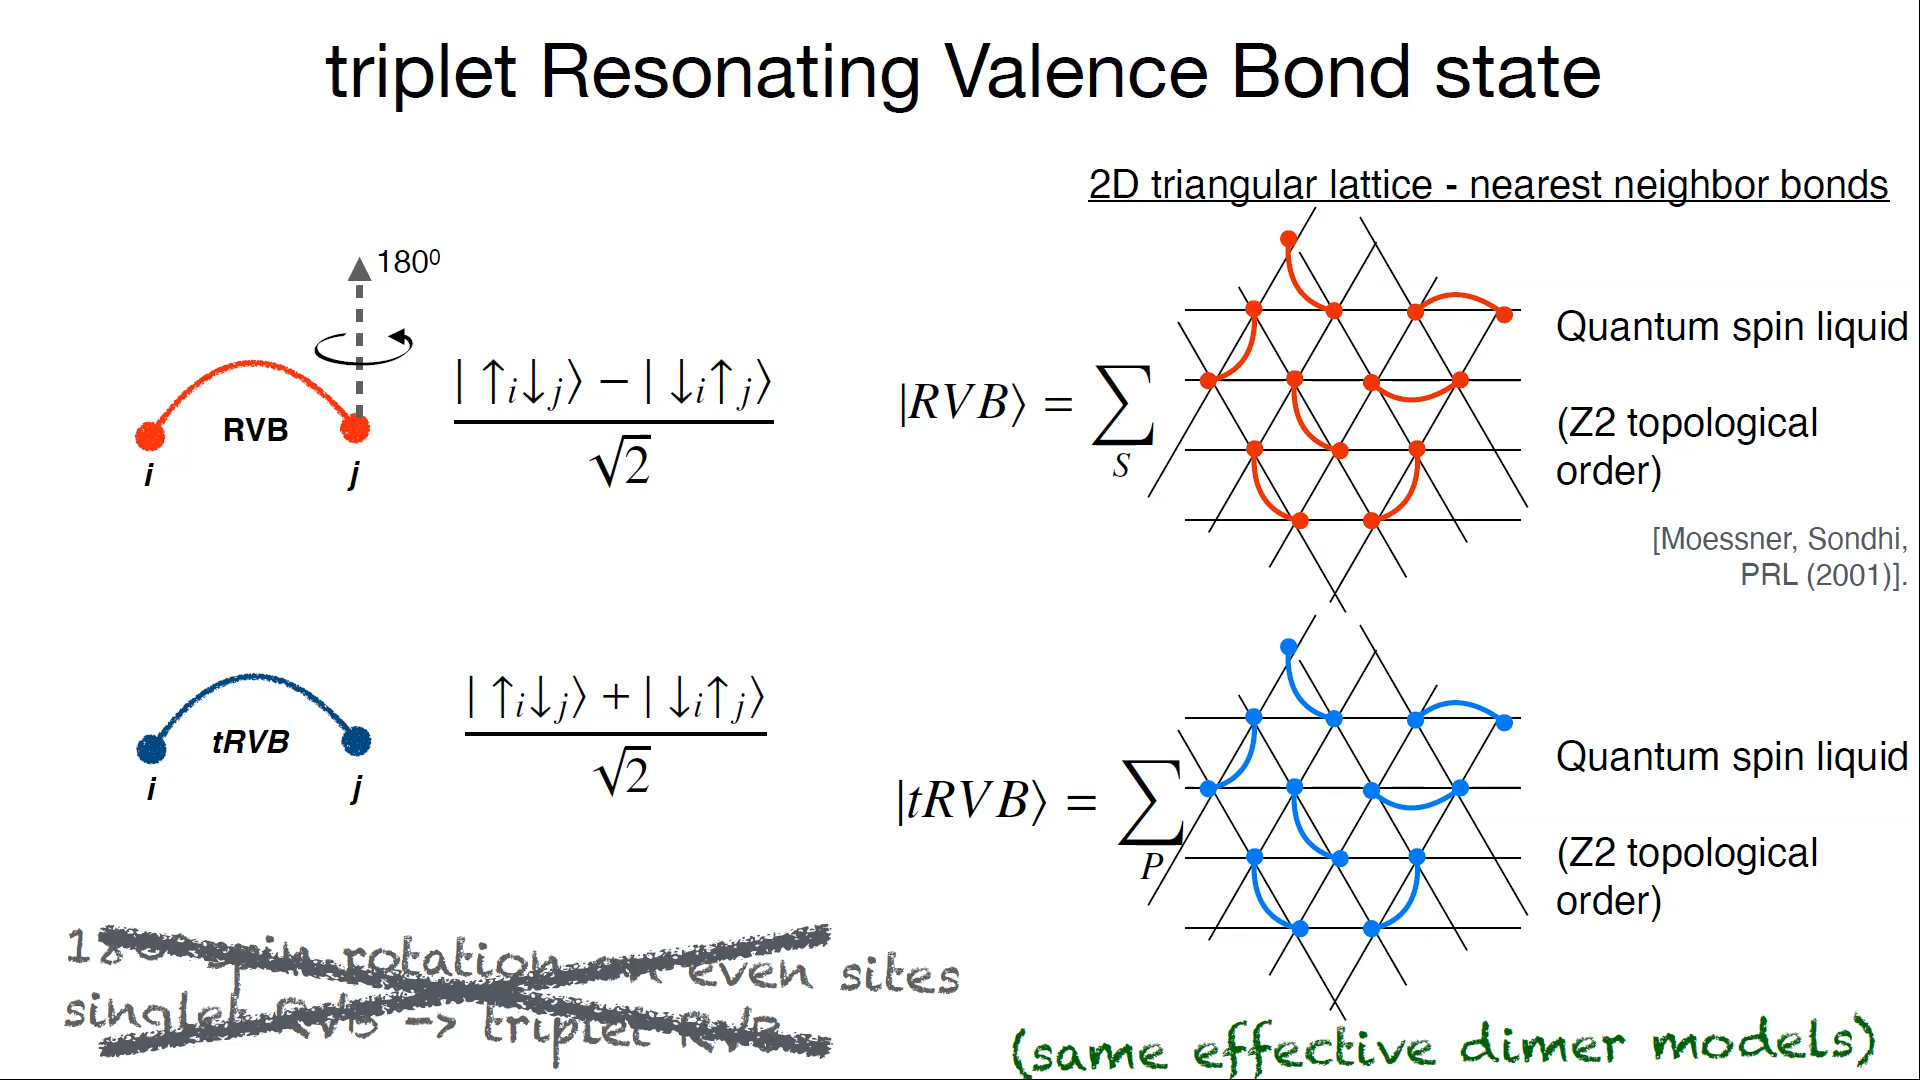 triplet Resonating Valence Bond state
2D triangular lattice - nearest neighbor bonds
180⁰
RVB
i
j
|↑ᵢ↓ⱼ⟩ − |↓ᵢ↑ⱼ⟩
√2
|RVB⟩ = ∑
S
Quantum spin liquid
(Z2 topological
order)
[Moessner, Sondhi,
PRL (2001)].
tRVB
i
j
|↑ᵢ↓ⱼ⟩ + |↓ᵢ↑ⱼ⟩
√2
|tRVB⟩ = ∑
P
Quantum spin liquid
(Z2 topological
order)
180 spin rotation on even sites
singlet RVB -> triplet RVB
(same effective dimer models)